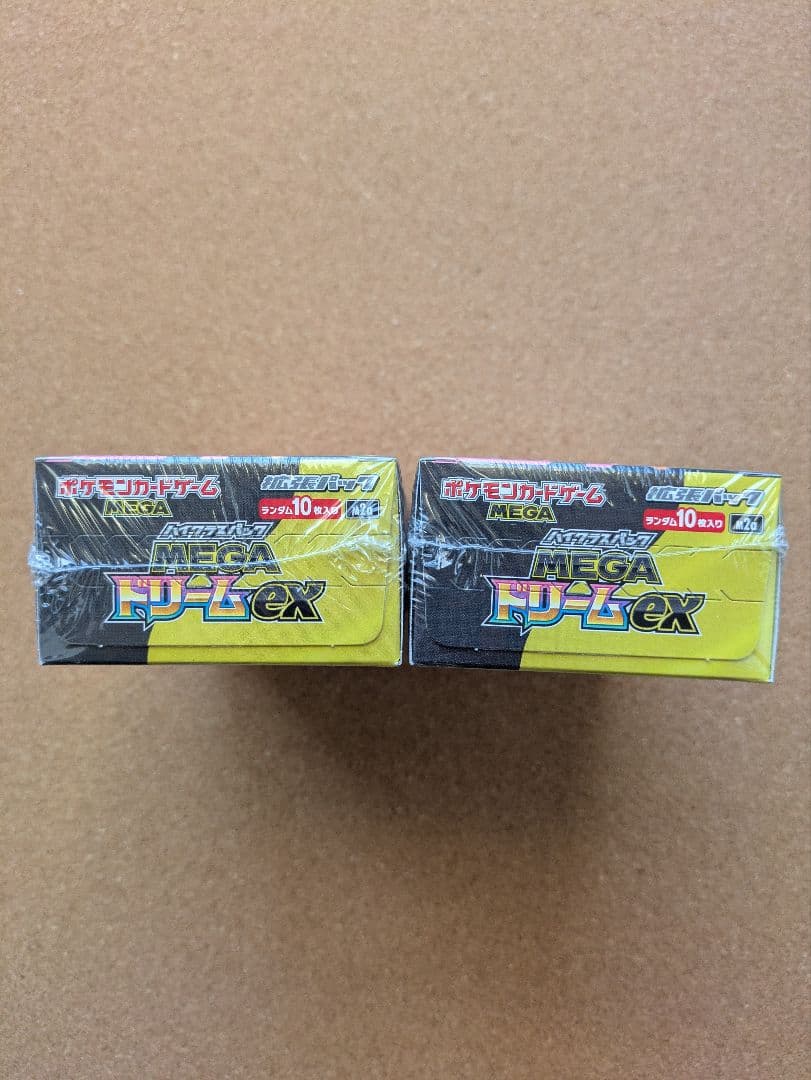 ポケモンカードゲーム
MEGA
拡張パック
ランダム10枚入り
M2a
ハイクラスパック
MEGA
ドリームex
ポケモンカードゲーム
MEGA
拡張パック
ランダム10枚入り
M2a
ハイクラスパック
MEGA
ドリームex